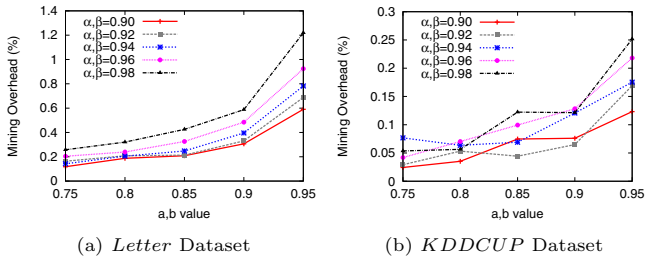 Mining Overhead (%)
1.4
1.2
1
0.8
0.6
0.4
0.2
0
α,β=0.90
α,β=0.92
α,β=0.94
α,β=0.96
α,β=0.98
0.75 0.8 0.85 0.9 0.95
a,b value
(a) Letter Dataset
Mining Overhead (%)
0.3
0.25
0.2
0.15
0.1
0.05
0
α,β=0.90
α,β=0.92
α,β=0.94
α,β=0.96
α,β=0.98
0.75 0.8 0.85 0.9 0.95
a,b value
(b) KDDCUP Dataset